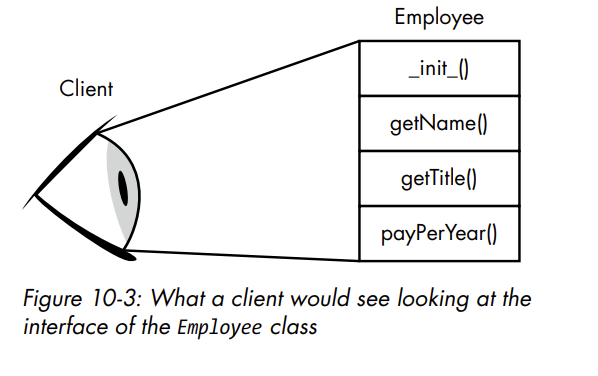 Employee
Client
_init_()
getName()
getTitle()
payPerYear()
Figure 10-3: What a client would see looking at the
interface of the Employee class